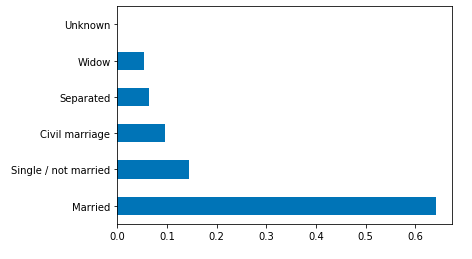 Unknown
Widow
Separated
Civil marriage
Single / not married
Married
0.0 0.1 0.2 0.3 0.4 0.5 0.6